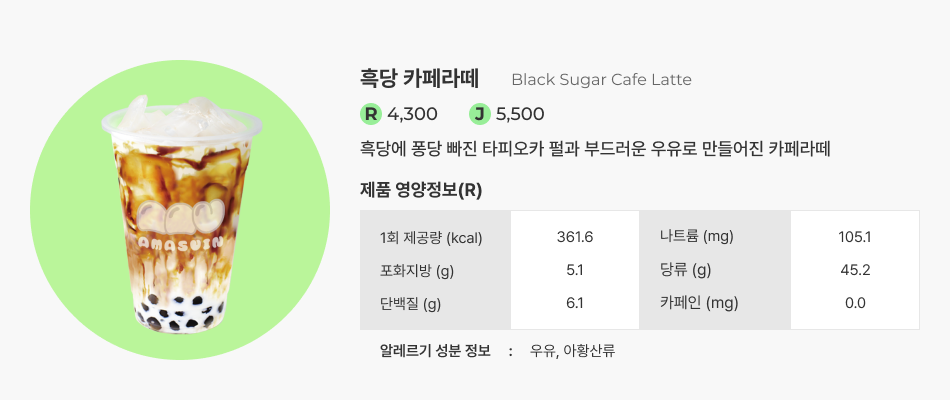 흑당 카페라떼 Black Sugar Cafe Latte
R 4,300 J 5,500
흑당에 퐁당 빠진 타피오카 펄과 부드러운 우유로 만들어진 카페라떼
제품 영양정보(R)
1회 제공량 (kcal) 361.6 나트륨 (mg) 105.1
포화지방 (g) 5.1 당류 (g) 45.2
단백질 (g) 6.1 카페인 (mg) 0.0
알레르기 성분 정보 : 우유, 아황산류
AMASVIN